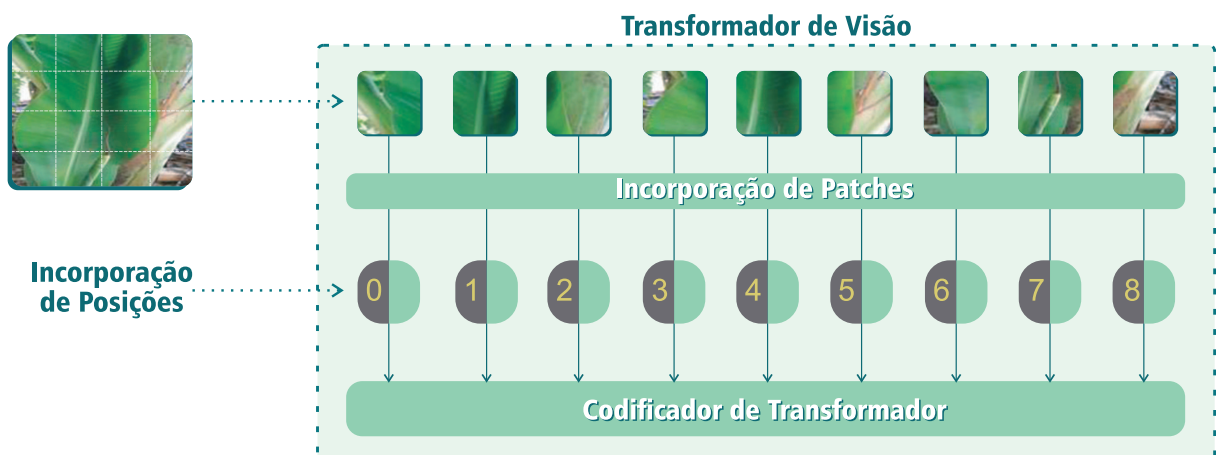 Transformador de Visão
Incorporação de Patches
Incorporação
de Posições
0 1 2 3 4 5 6 7 8
Codificador de Transformador